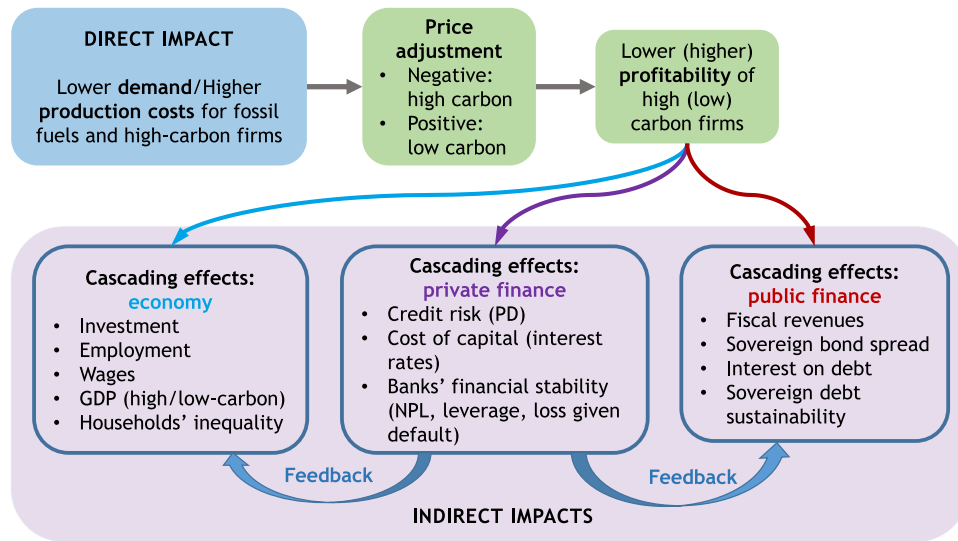 DIRECT IMPACT
Lower demand/Higher
production costs for fossil
fuels and high-carbon firms
Price
adjustment
• Negative:
high carbon
• Positive:
low carbon
Lower (higher)
profitability of
high (low)
carbon firms
Cascading effects:
economy
• Investment
• Employment
• Wages
• GDP (high/low-carbon)
• Households’ inequality
Cascading effects:
private finance
• Credit risk (PD)
• Cost of capital (interest
rates)
• Banks’ financial stability
(NPL, leverage, loss given
default)
Cascading effects:
public finance
• Fiscal revenues
• Sovereign bond spread
• Interest on debt
• Sovereign debt
sustainability
Feedback
Feedback
INDIRECT IMPACTS